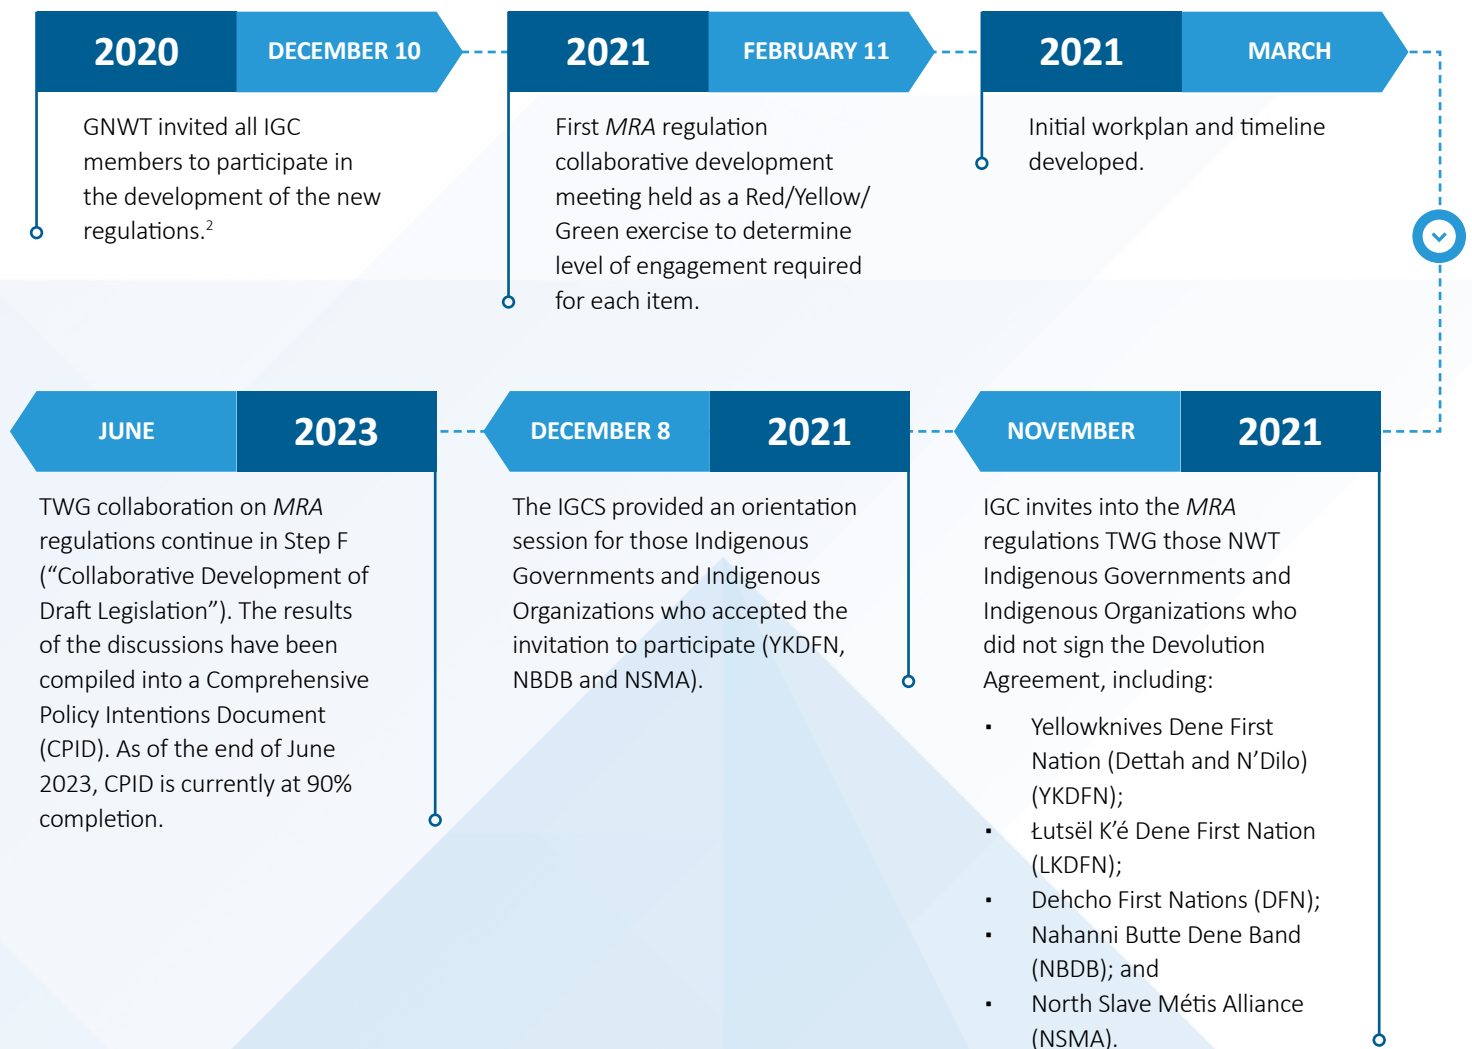 2020 DECEMBER 10
GNWT invited all IGC
members to participate in
the development of the new
regulations.2
2021 FEBRUARY 11
First MRA regulation
collaborative development
meeting held as a Red/Yellow/
Green exercise to determine
level of engagement required
for each item.
2021 MARCH
Initial workplan and timeline
developed.
NOVEMBER 2021
IGC invites into the MRA
regulations TWG those NWT
Indigenous Governments and
Indigenous Organizations who
did not sign the Devolution
Agreement, including:
▪ Yellowknives Dene First
Nation (Dettah and N’Dilo)
(YKDFN);
▪ Łutsël K’é Dene First Nation
(LKDFN);
▪ Dehcho First Nations (DFN);
▪ Nahanni Butte Dene Band
(NBDB); and
▪ North Slave Métis Alliance
(NSMA).
DECEMBER 8 2021
The IGCS provided an orientation
session for those Indigenous
Governments and Indigenous
Organizations who accepted the
invitation to participate (YKDFN,
NBDB and NSMA).
JUNE 2023
TWG collaboration on MRA
regulations continue in Step F
(“Collaborative Development of
Draft Legislation”). The results
of the discussions have been
compiled into a Comprehensive
Policy Intentions Document
(CPID). As of the end of June
2023, CPID is currently at 90%
completion.